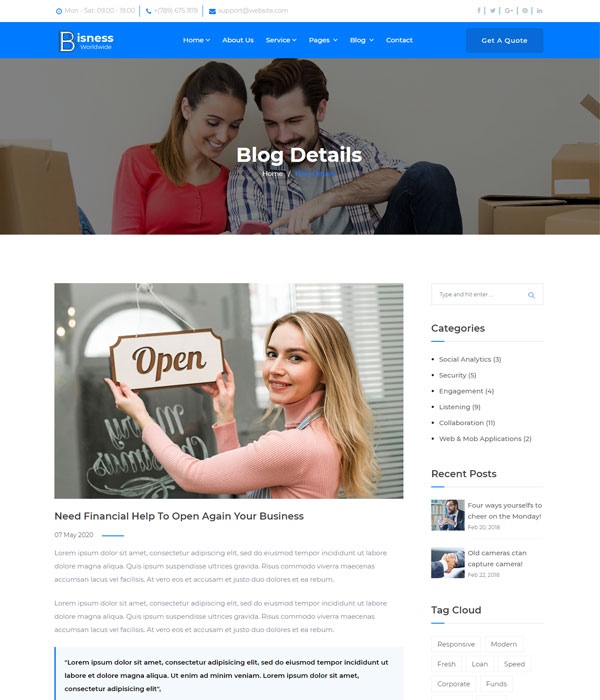 Mon - Sat: 09:00 - 19:00 +(789) 675 1819 support@website.com
Bisness
Worldwide
Home About Us Service Pages Blog Contact
Get A Quote
Blog Details
Home / Blog Details
Open
Need Financial Help To Open Again Your Business
07 May 2020
Lorem ipsum dolor sit amet, consectetur adipiscing elit, sed do eiusmod tempor incididunt ut labore
dolore magna aliqua. Quis ipsum suspendisse ultrices gravida. Risus commodo viverra maecenas
accumsan lacus vel facilisis. At vero eos et accusam et justo duo dolores et ea rebum.
Lorem ipsum dolor sit amet, consectetur adipiscing elit, sed do eiusmod tempor incididunt ut labore
dolore magna aliqua. Quis ipsum suspendisse ultrices gravida. Risus commodo viverra maecenas
accumsan lacus vel facilisis. At vero eos et accusam et justo duo dolores et ea rebum.
"Lorem ipsum dolor sit amet, consectetur adipiscing elit, sed do eiusmod tempor incididunt ut
labore et dolore magna aliqua. Ut enim ad minim veniam. Lorem ipsum dolor sit amet,
consectetur adipiscing elit",
Type and hit enter ...
Categories
Social Analytics (3)
Security (5)
Engagement (4)
Listening (9)
Collaboration (11)
Web & Mob Applications (2)
Recent Posts
Four ways yourselfs to
cheer on the Monday!
Feb 20, 2018
Old cameras ctan
capture camera!
Feb 22, 2018
Tag Cloud
Responsive Modern
Fresh Loan Speed
Corporate Funds